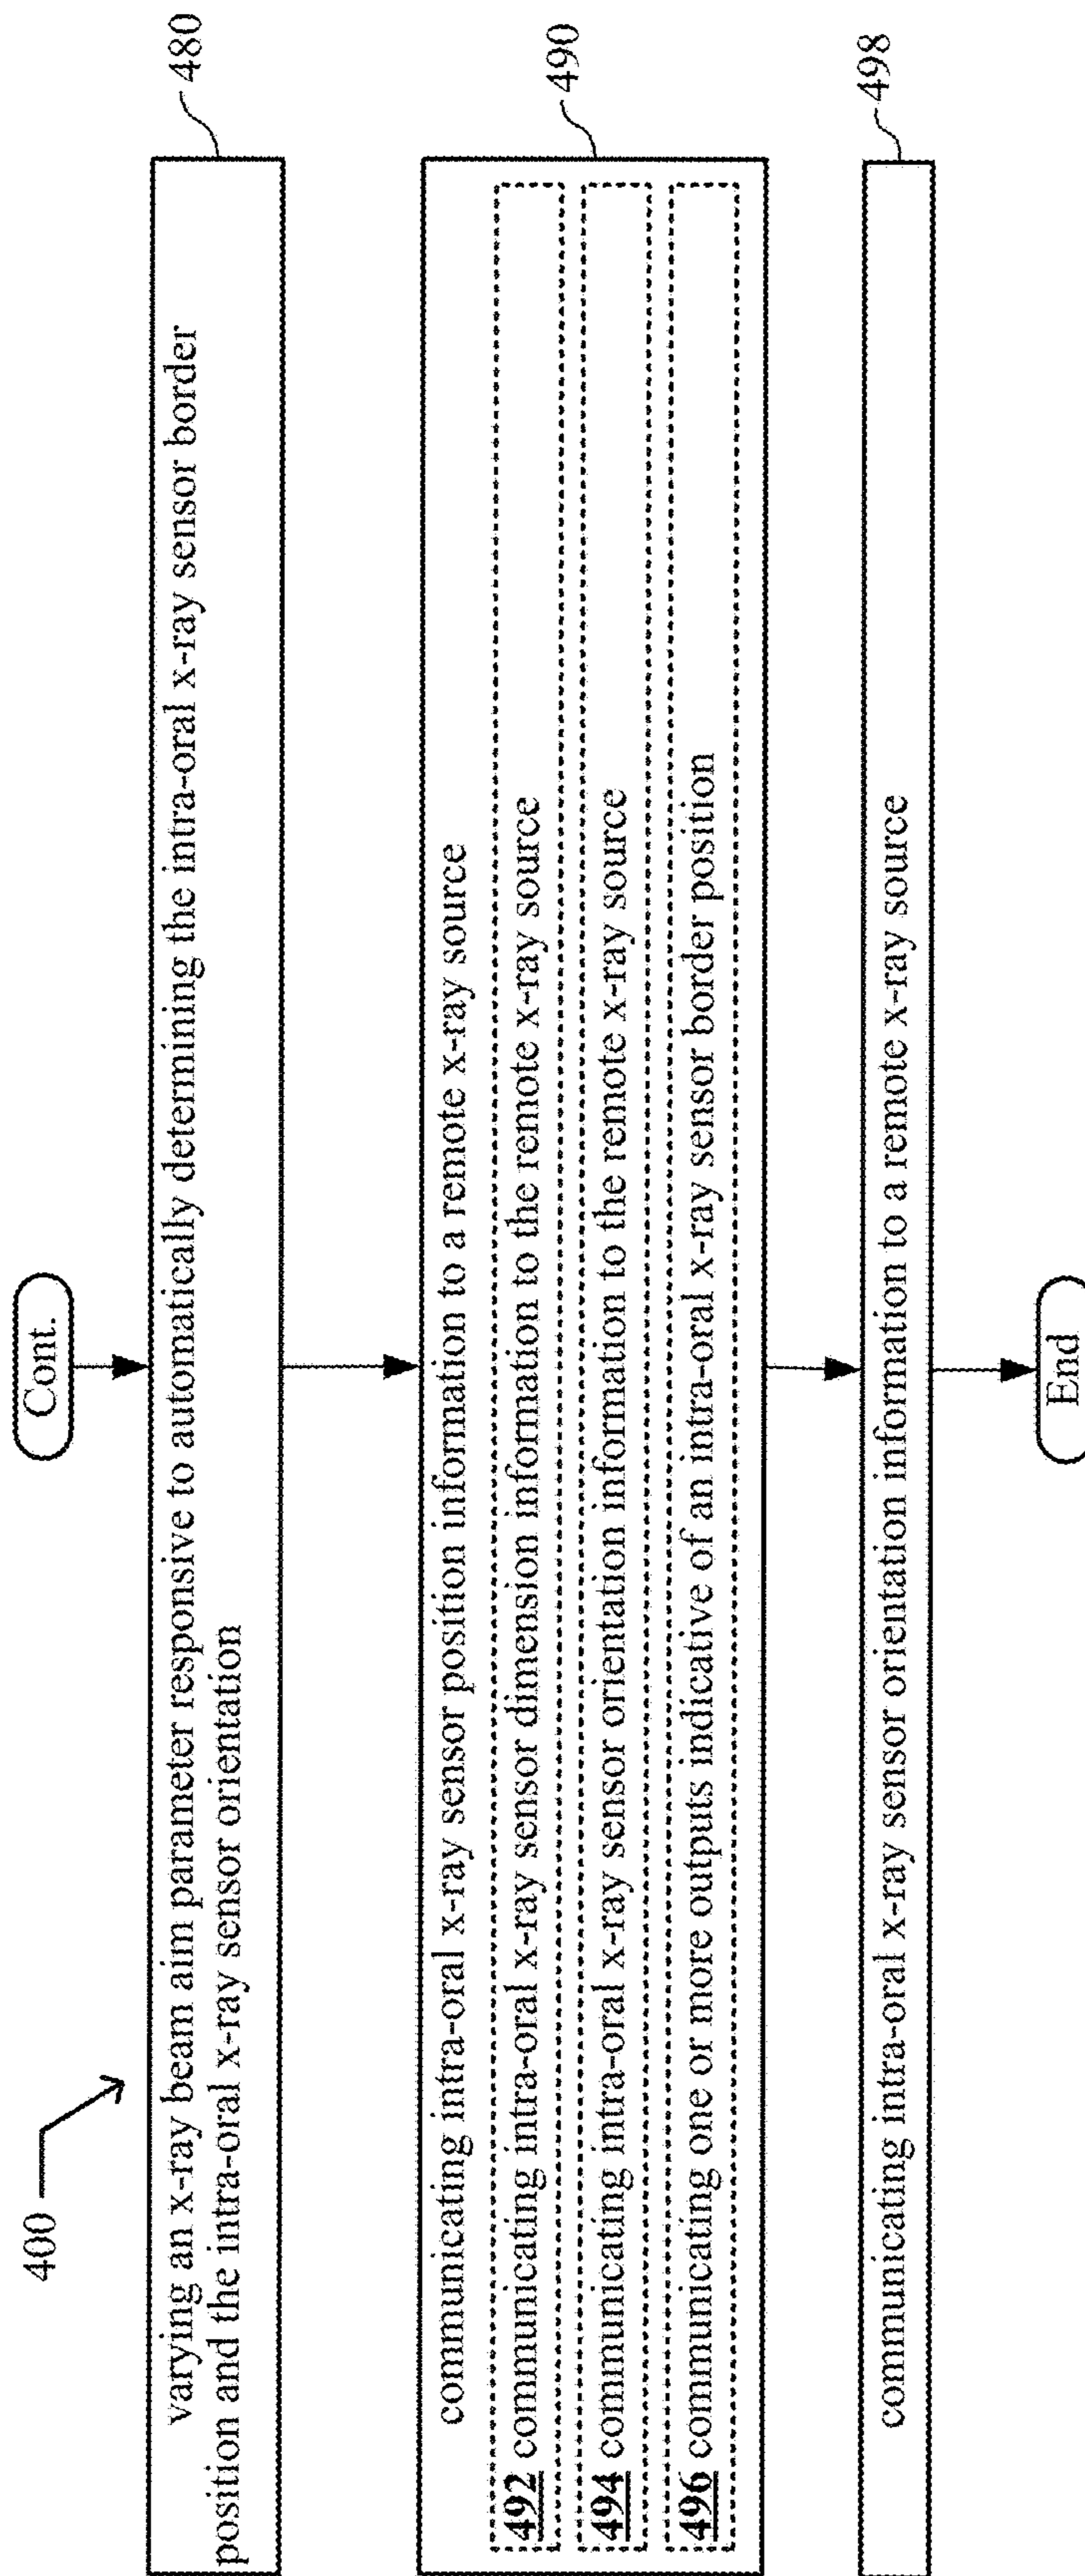 400
Cont.
varying an x-ray beam aim parameter responsive to automatically determining the intra-oral x-ray sensor border
position and the intra-oral x-ray sensor orientation
480
communicating intra-oral x-ray sensor position information to a remote x-ray source
490
492 communicating intra-oral x-ray sensor dimension information to the remote x-ray source
494 communicating intra-oral x-ray sensor orientation information to the remote x-ray source
496 communicating one or more outputs indicative of an intra-oral x-ray sensor border position
communicating intra-oral x-ray sensor orientation information to a remote x-ray source
498
End